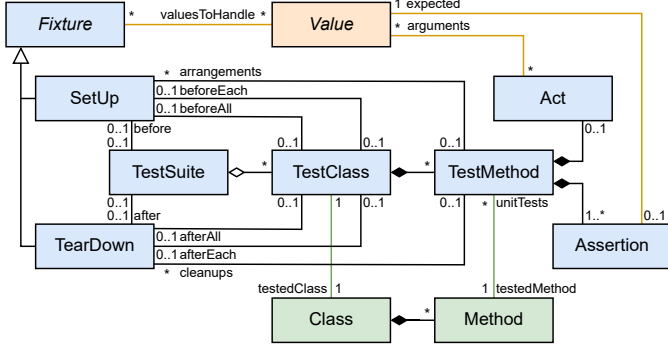 Fixture
* valuesToHandle *
Value
1 expected
* arguments
*
* arrangements
SetUp
0..1 beforeEach
0..1 beforeAll
Act
0..1 before
0..1
0..1
0..1
0..1
0..1
TestSuite
*
TestClass
*
TestMethod
0..1
0..1
1
0..1
0..1
*
unitTests
1..*
0..1
0..1 after
TearDown
0..1 afterAll
0..1 afterEach
* cleanups
Assertion
testedClass 1
1 testedMethod
Class
*
Method